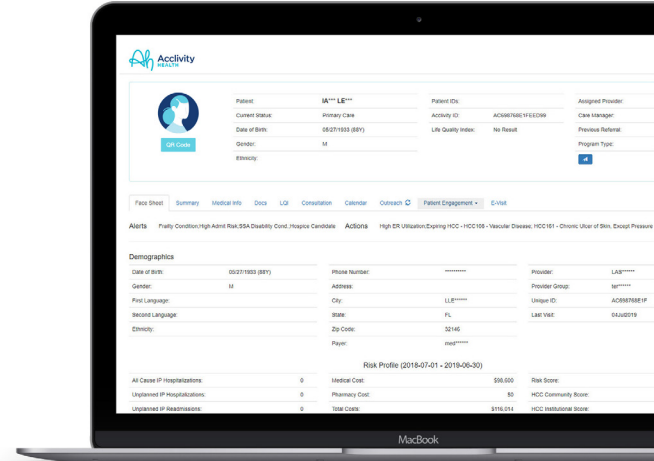 Acclivity
HEALTH
Patient: IA*** LE*** Patient IDs: Assigned Provider:
Current Status: Primary Care Acclivity ID: AC698768E1FEED99 Care Manager:
Date of Birth: 05/27/1933 (88Y) Life Quality Index: No Result Previous Referral:
QR Code Gender: M Program Type:
Ethnicity:
Face Sheet Summary Medical Info Docs LQI Consultation Calendar Outreach Patient Engagement E-Visit
Alerts Frailty Condition;High Admit Risk;SSA Disability Cond.;Hospice Candidate Actions High ER Utilization;Expiring HCC - HCC108 - Vascular Disease; HCC161 - Chronic Ulcer of Skin, Except Pressure
Demographics
Date of Birth: 05/27/1933 (88Y) Phone Number: ********** Provider: LAS******
Gender: M Address: Provider Group: ter******
First Language: City: LLE****** Unique ID: AC698768E1F
Second Language: State: FL Last Visit: 04Jul2019
Ethnicity: Zip Code: 32146
Payer: med******
Risk Profile (2018-07-01 - 2019-06-30)
All Cause IP Hospitalizations: 0 Medical Cost: $98,600 Risk Score:
Unplanned IP Hospitalizations: 0 Pharmacy Cost: $0 HCC Community Score:
Unplanned IP Readmissions: 0 Total Costs: $116,014 HCC Institutional Score:
MacBook